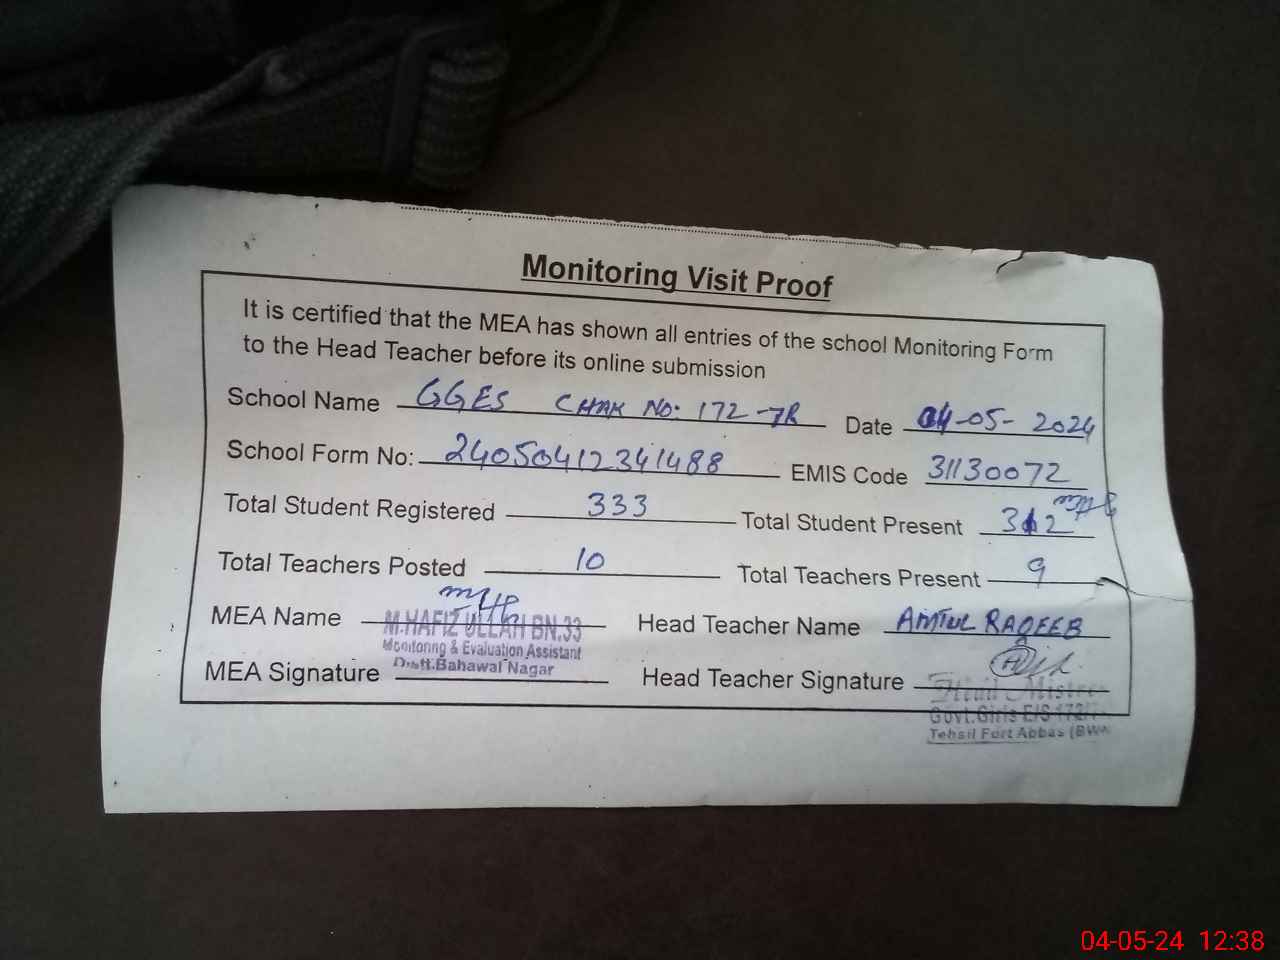 Monitoring Visit Proof
It is certified that the MEA has shown all entries of the school Monitoring Form
to the Head Teacher before its online submission
School Name GGES CHAK No. 172-7R Date 04-05-2024
School Form No: 24050412341488 EMIS Code 31130072
Total Student Registered 333 Total Student Present 312
Total Teachers Posted 10 Total Teachers Present 9
MEA Name Head Teacher Name AMTUL RAQEEB
M.HAFIZ ULLAH BN.33
Monitoring & Evaluation Assistant
Distt.Bahawal Nagar
MEA Signature Head Teacher Signature
Head Mistress
Govt.Girls E/S 172/7
Tehsil Fort Abbas (BWN
04-05-24 12:38